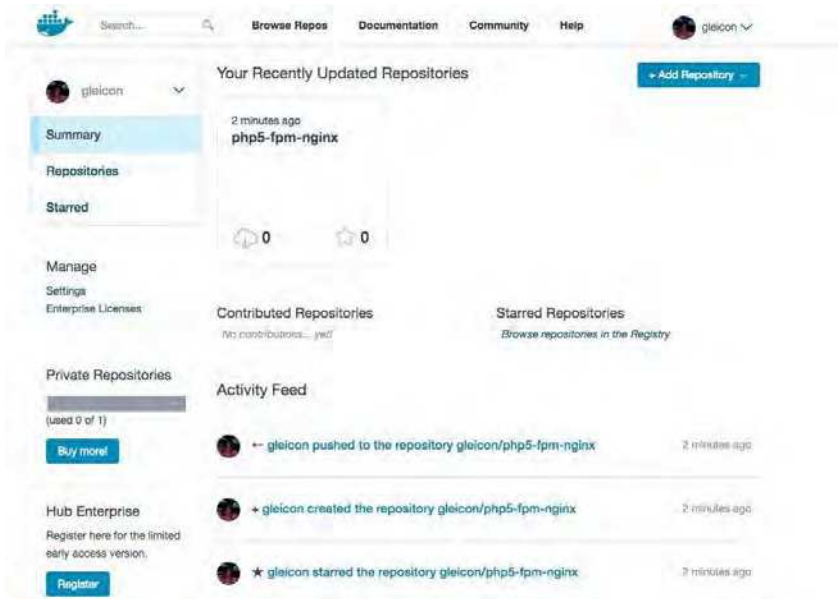 Search...
Browse Repos
Documentation
Community
Help
gleicon
gleicon
Summary
Repositories
Starred
Manage
Settings
Enterprise Licenses
Private Repositories
(used 0 of 1)
Buy more!
Hub Enterprise
Register here for the limited
early access version.
Register
Your Recently Updated Repositories
+ Add Repository
2 minutes ago
php5-fpm-nginx
0
0
Contributed Repositories
No contributions... yet!
Starred Repositories
Browse repositories in the Registry
Activity Feed
← gleicon pushed to the repository gleicon/php5-fpm-nginx
2 minutes ago
+ gleicon created the repository gleicon/php5-fpm-nginx
2 minutes ago
★ gleicon starred the repository gleicon/php5-fpm-nginx
2 minutes ago